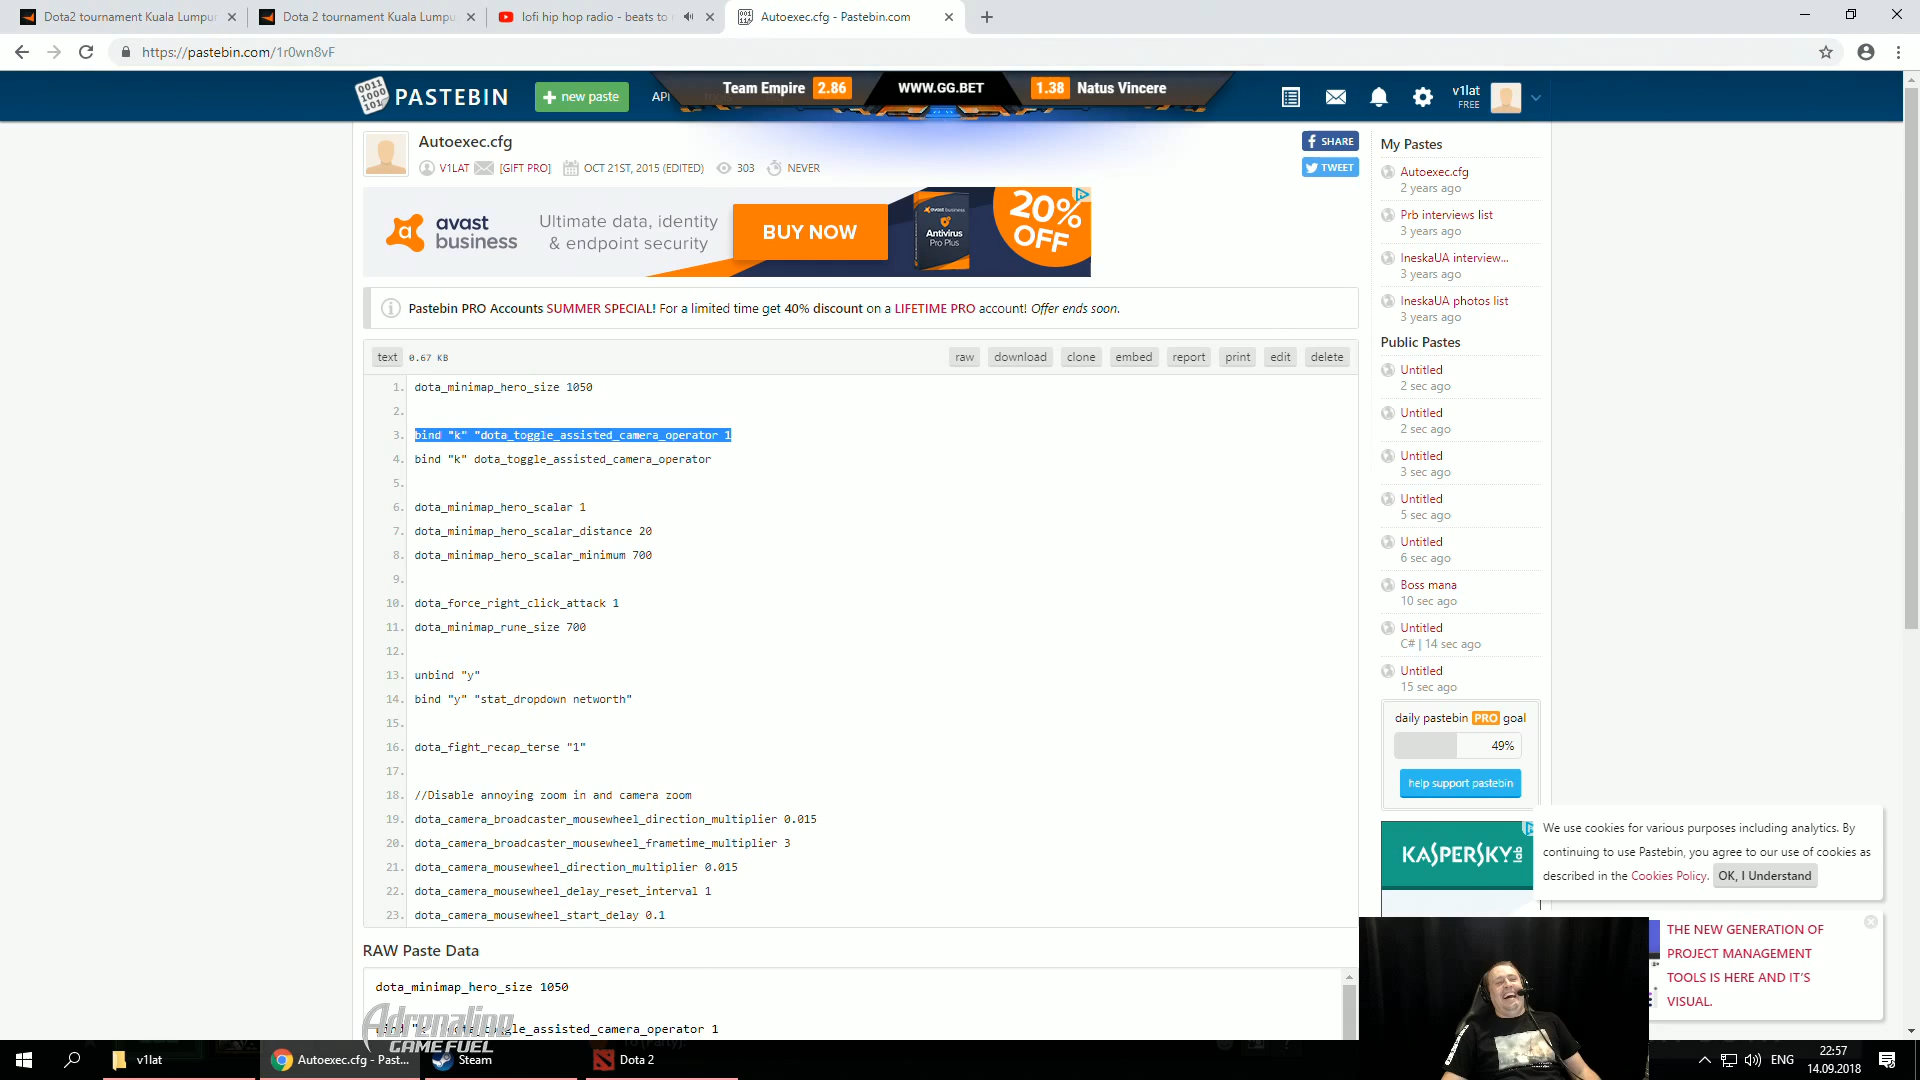 Dota2 tournament Kuala Lumpur
Dota 2 tournament Kuala Lumpu
lofi hip hop radio - beats to
Autoexec.cfg - Pastebin.com
https://pastebin.com/1r0wn8vF
PASTEBIN
new paste
API
Team Empire 2.86
WWW.GG.BET
1.38 Natus Vincere
v1lat
FREE
Autoexec.cfg
V1LAT [GIFT PRO] OCT 21ST, 2015 (EDITED) 303 NEVER
SHARE
TWEET
avast
business
Ultimate data, identity
& endpoint security
BUY NOW
avast business
Antivirus
Pro Plus
20%
OFF
Pastebin PRO Accounts SUMMER SPECIAL! For a limited time get 40% discount on a LIFETIME PRO account! Offer ends soon.
text 0.67 KB
raw download clone embed report print edit delete
1. dota_minimap_hero_size 1050
2.
3. bind "k" "dota_toggle_assisted_camera_operator 1
4. bind "k" dota_toggle_assisted_camera_operator
5.
6. dota_minimap_hero_scalar 1
7. dota_minimap_hero_scalar_distance 20
8. dota_minimap_hero_scalar_minimum 700
9.
10. dota_force_right_click_attack 1
11. dota_minimap_rune_size 700
12.
13. unbind "y"
14. bind "y" "stat_dropdown networth"
15.
16. dota_fight_recap_terse "1"
17.
18. //Disable annoying zoom in and camera zoom
19. dota_camera_broadcaster_mousewheel_direction_multiplier 0.015
20. dota_camera_broadcaster_mousewheel_frametime_multiplier 3
21. dota_camera_mousewheel_direction_multiplier 0.015
22. dota_camera_mousewheel_delay_reset_interval 1
23. dota_camera_mousewheel_start_delay 0.1
RAW Paste Data
dota_minimap_hero_size 1050
bind "k" "dota_toggle_assisted_camera_operator 1
Adrenaline
GAME FUEL
My Pastes
Autoexec.cfg
2 years ago
Prb interviews list
3 years ago
IneskaUA interview...
3 years ago
IneskaUA photos list
3 years ago
Public Pastes
Untitled
2 sec ago
Untitled
2 sec ago
Untitled
3 sec ago
Untitled
5 sec ago
Untitled
6 sec ago
Boss mana
10 sec ago
Untitled
C# | 14 sec ago
Untitled
15 sec ago
daily pastebin PRO goal
49%
help support pastebin
KASPERSKY lab
We use cookies for various purposes including analytics. By
continuing to use Pastebin, you agree to our use of cookies as
described in the Cookies Policy. OK, I Understand
THE NEW GENERATION OF
PROJECT MANAGEMENT
TOOLS IS HERE AND IT'S
VISUAL.
v1lat
Autoexec.cfg - Past...
Steam
Dota 2
ENG
22:57
14.09.2018